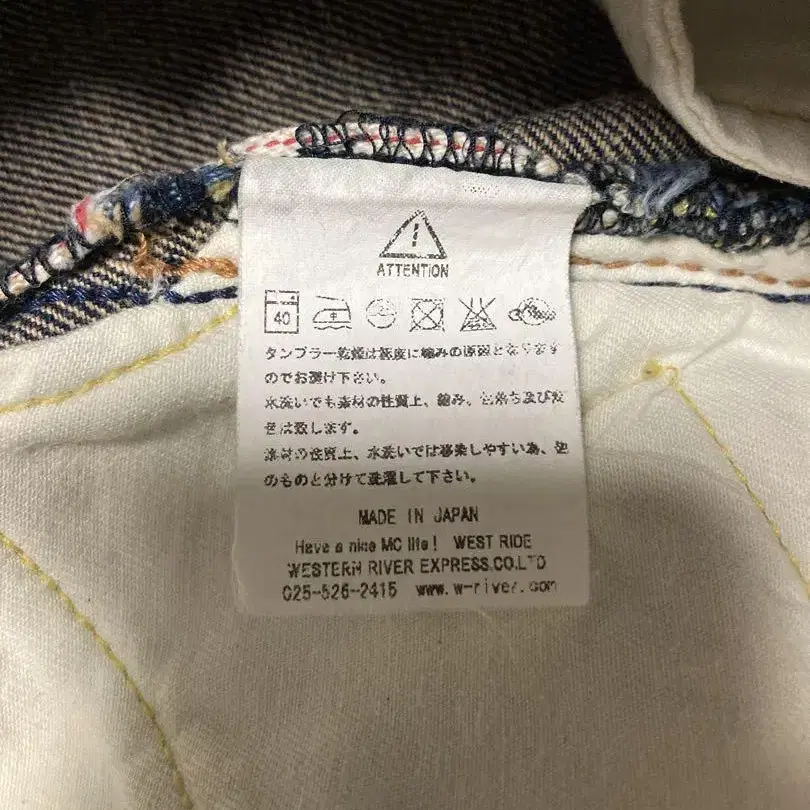 ATTENTION
40
タンブラー乾燥は極度に縮みの原因となります
のでお避け下さい。
水洗いでも素材の性質上、縮み、色落ち及び変
色は致します。
素材の性質上、水洗いでは移染しやすい為、他
のものと分けて洗濯して下さい。
MADE IN JAPAN
Have a nice MC life! WEST RIDE
WESTERN RIVER EXPRESS.CO.LTD
025-526-2415 www.w-river.com